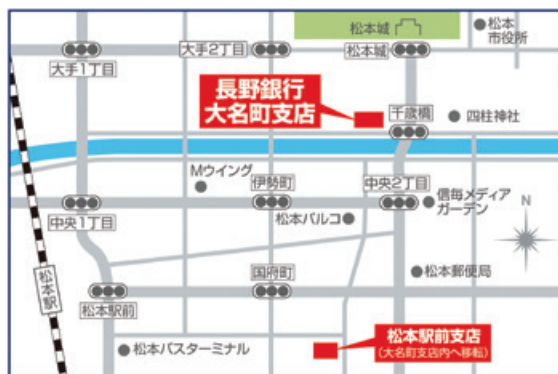 松本城
松本
市役所
大手2丁目
松本城
大手1丁目
長野銀行
大名町支店
千歳橋
四柱神社
Mウイング
伊勢町
中央2丁目
信毎メディア
ガーデン
中央1丁目
松本パルコ
N
松本駅
国府町
松本郵便局
松本駅前
松本バスターミナル
松本駅前支店
(大名町支店内へ移転)